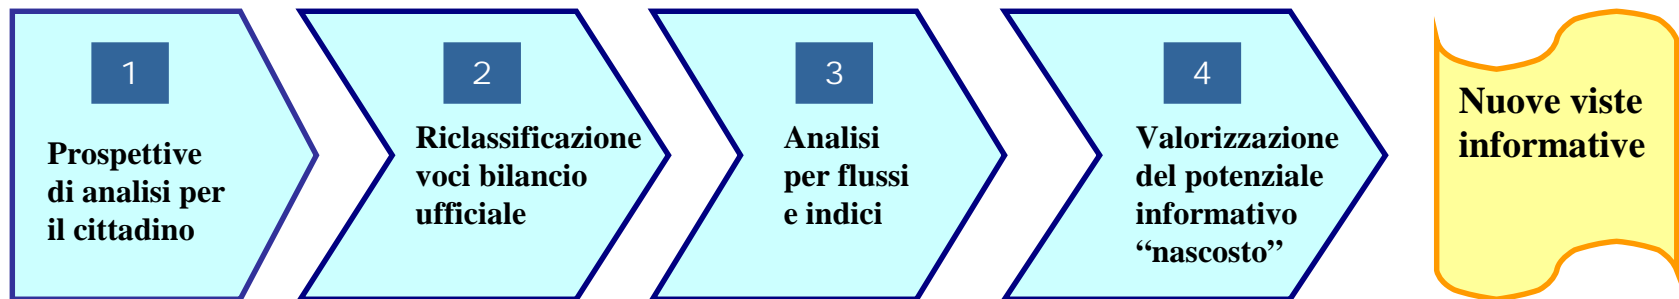 1
Prospettive
di analisi per
il cittadino
2
Riclassificazione
voci bilancio
ufficiale
3
Analisi
per flussi
e indici
4
Valorizzazione
del potenziale
informativo
“nascosto”
Nuove viste
informative